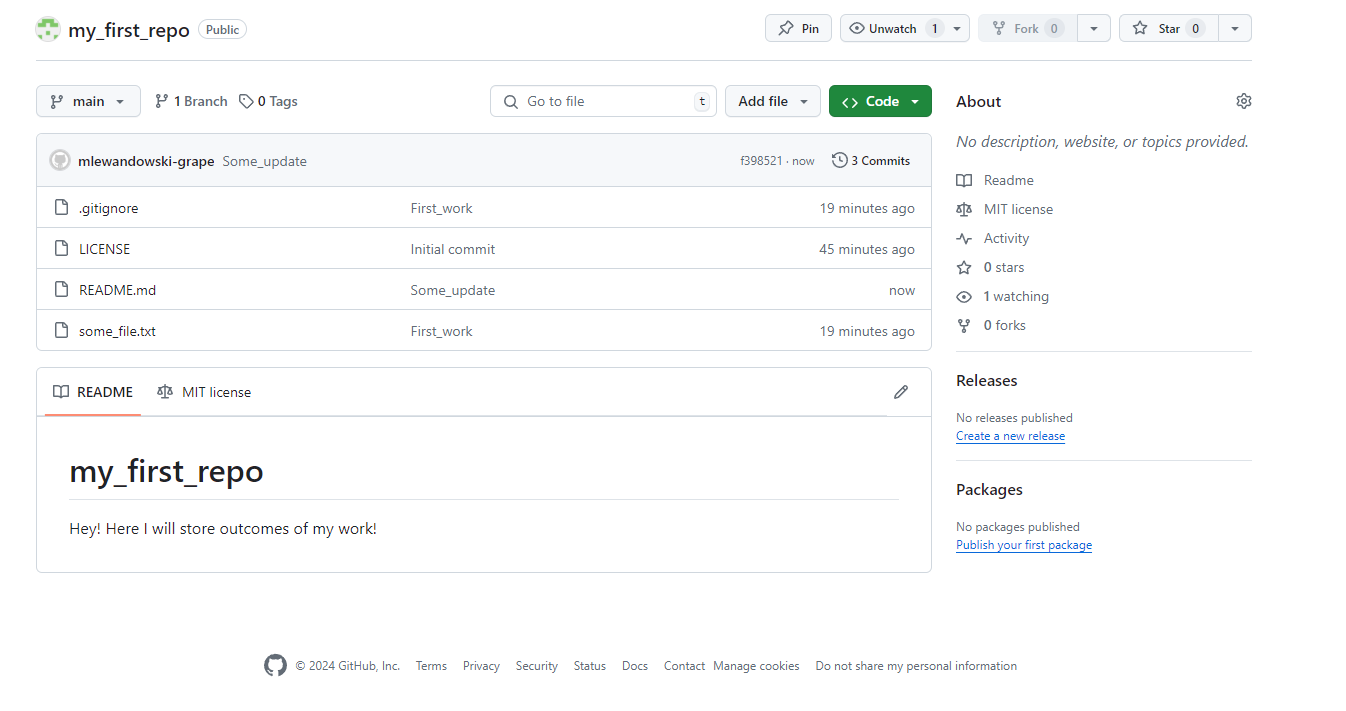 my_first_repo Public Pin Unwatch 1 Fork 0 Star 0
main 1 Branch 0 Tags Go to file t Add file Code
mlewandowski-grape Some_update f398521 · now 3 Commits
.gitignore First_work 19 minutes ago
LICENSE Initial commit 45 minutes ago
README.md Some_update now
some_file.txt First_work 19 minutes ago
README MIT license
my_first_repo
Hey! Here I will store outcomes of my work!
About
No description, website, or topics provided.
Readme
MIT license
Activity
0 stars
1 watching
0 forks
Releases
No releases published
Create a new release
Packages
No packages published
Publish your first package
© 2024 GitHub, Inc. Terms Privacy Security Status Docs Contact Manage cookies Do not share my personal information